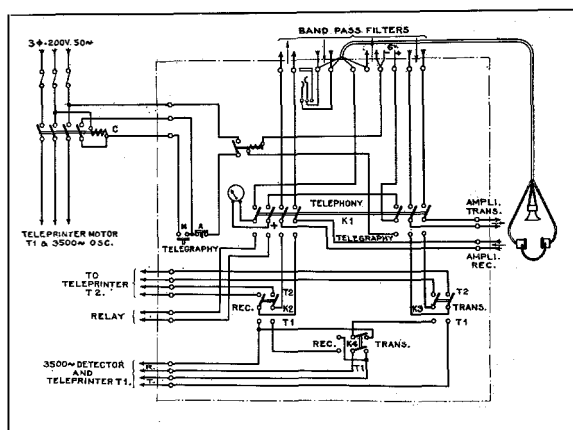 BAND PASS FILTERS
3ϕ-200V. 50~
C
6~
TELEPHONY
K1
AMPLI.
TRANS.
M
A
+
TELEGRAPHY
TELEGRAPHY
AMPLI.
REC.
TELEPRINTER MOTOR
T1 & 3500~ OSC.
TO
TELEPRINTER
T2.
T2
REC.
K2
T2
K3
TRANS.
RELAY
T1
T1
REC.
K4
TRANS.
T1
3500~ DETECTOR
AND
TELEPRINTER T1.
R.
T.